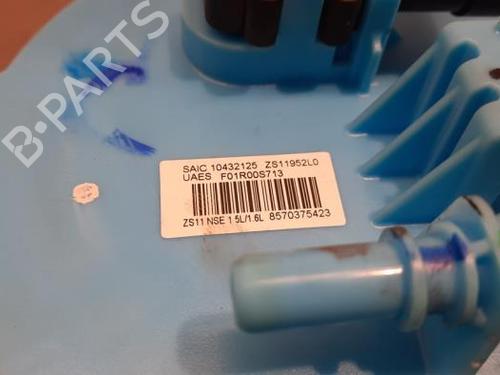 B-PARTS
SAIC 10432125 ZS11952L0
UAES F01R00S713
ZS11 NSE 1 5L/1.6L 8570375423